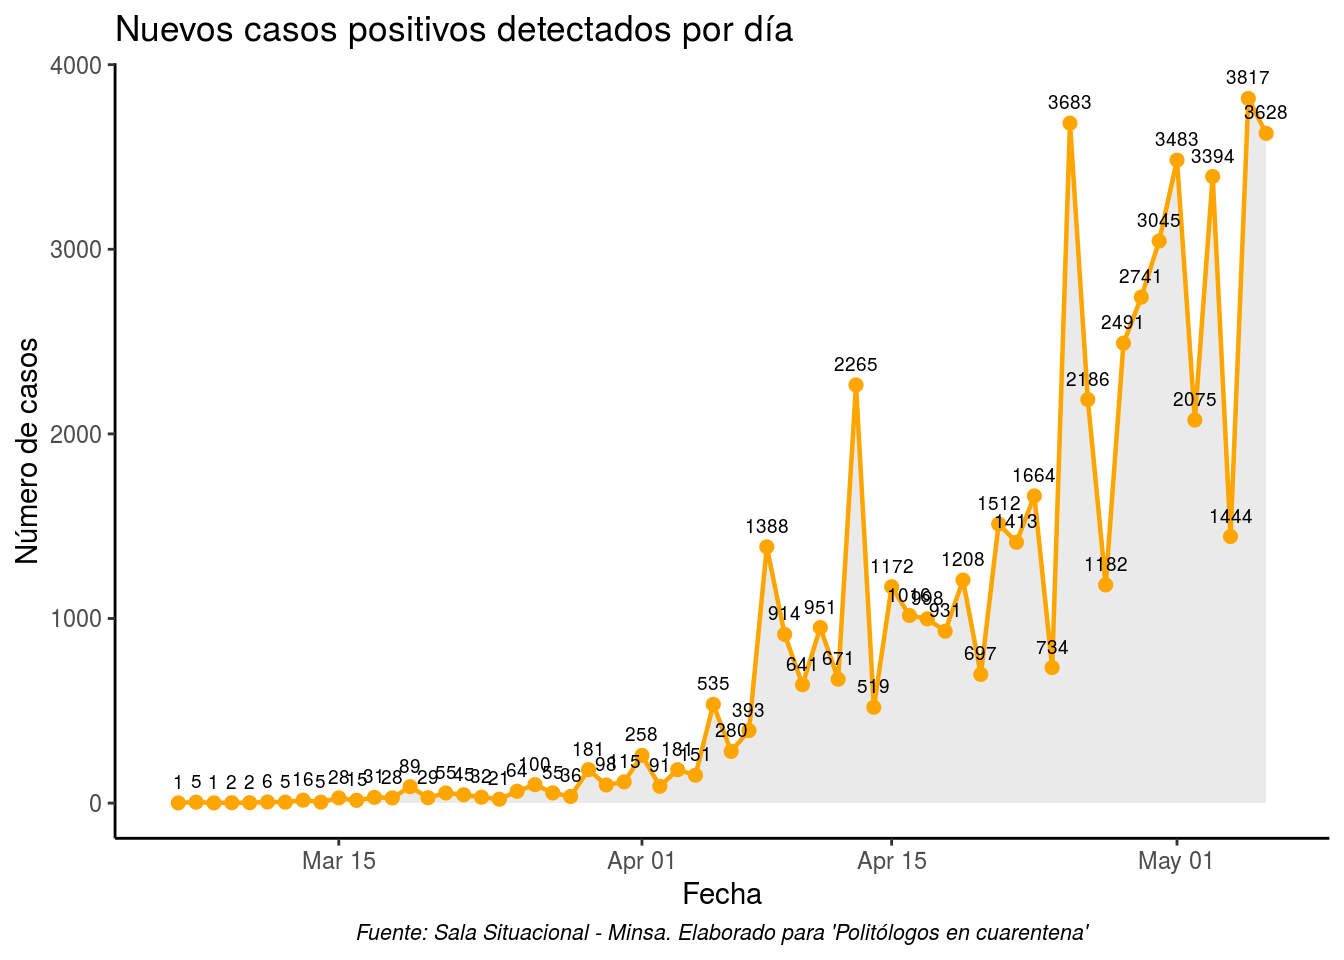 Nuevos casos positivos detectados por día
4000
3000
2000
1000
0
Número de casos
1 5 1 2 2 6 5 16 5 28 15 31 28 89 29 55 45 32 21 64 100 55 36 181 98 115 258 91 181 151 535 280 393 1388 914 641 951 671 2265 519 1172 1016 998 931 1208 697 1512 1413 1664 734 3683 2186 1182 2491 2741 3045 3483 2075 3394 1444 3817 3628
Mar 15 Apr 01 Apr 15 May 01
Fecha
Fuente: Sala Situacional - Minsa. Elaborado para 'Politólogos en cuarentena'